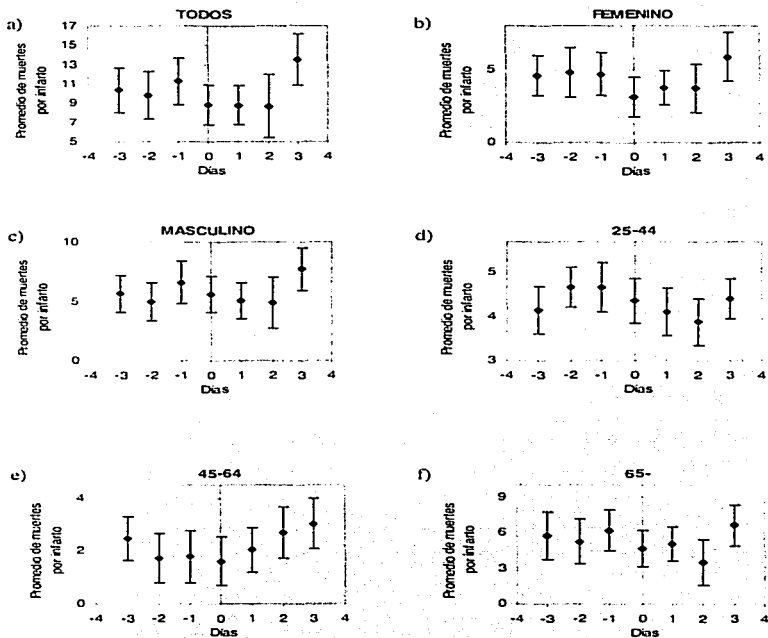 a)
TODOS
Promedio de muertes
por infarto
17
15
13
11
9
7
5
-4 -3 -2 -1 0 1 2 3 4
Días
b)
FEMENINO
Promedio de muertes
por infarto
5
0
-4 -3 -2 -1 0 1 2 3 4
Días
c)
MASCULINO
Promedio de muertes
por infarto
10
5
0
-4 -3 -2 -1 0 1 2 3 4
Días
d)
25-44
Promedio de muertes
por infarto
5
4
3
-4 -3 -2 -1 0 1 2 3 4
Días
e)
45-64
Promedio de muertes
por infarto
4
2
0
-4 -3 -2 -1 0 1 2 3 4
Días
f)
65-
Promedio de muertes
por infarto
9
6
3
0
-4 -3 -2 -1 0 1 2 3 4
Días